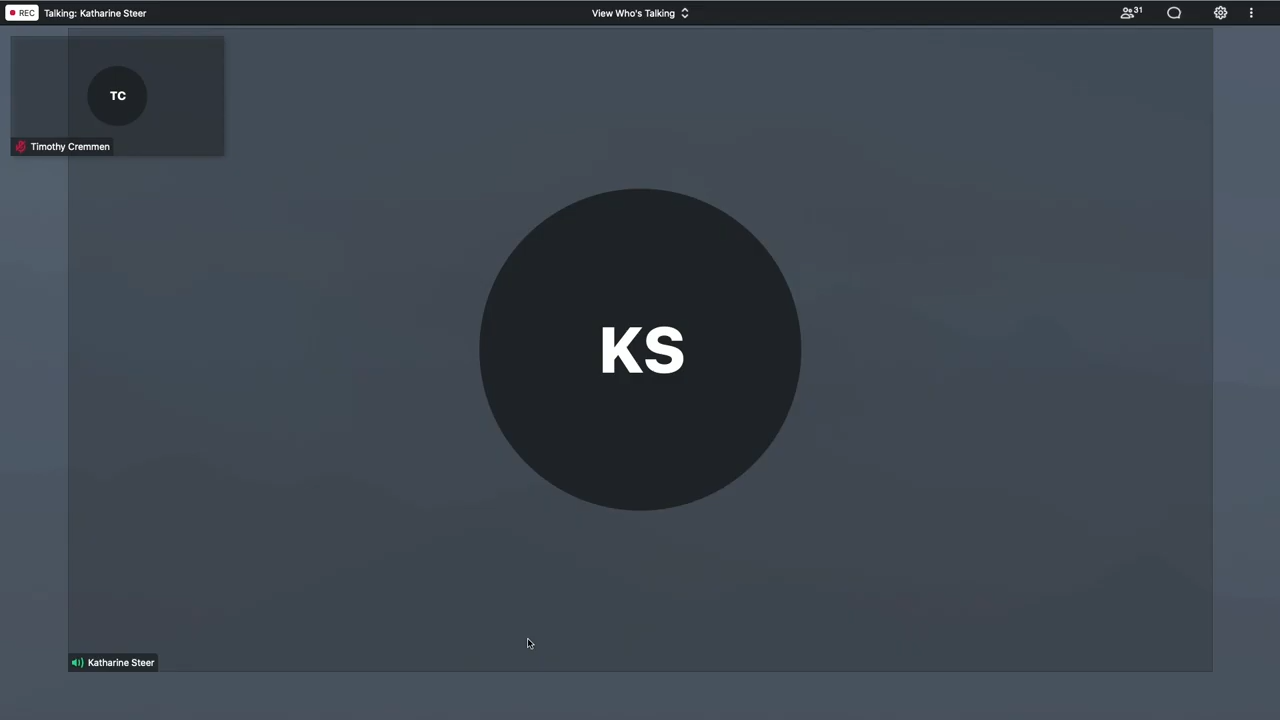 REC Talking: Katharine Steer
View Who's Talking
31
TC
Timothy Cremmen
KS
Katharine Steer